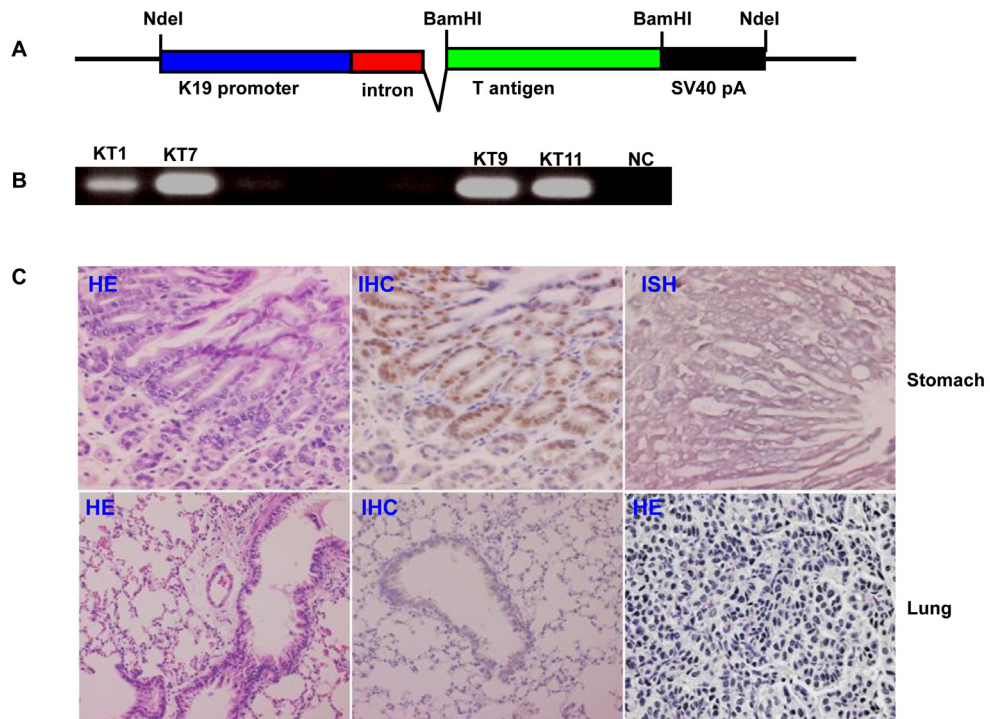 NdeI BamHI BamHI NdeI
A
K19 promoter intron T antigen SV40 pA
KT1 KT7 KT9 KT11 NC
B
C
HE IHC ISH
Stomach
HE IHC HE
Lung